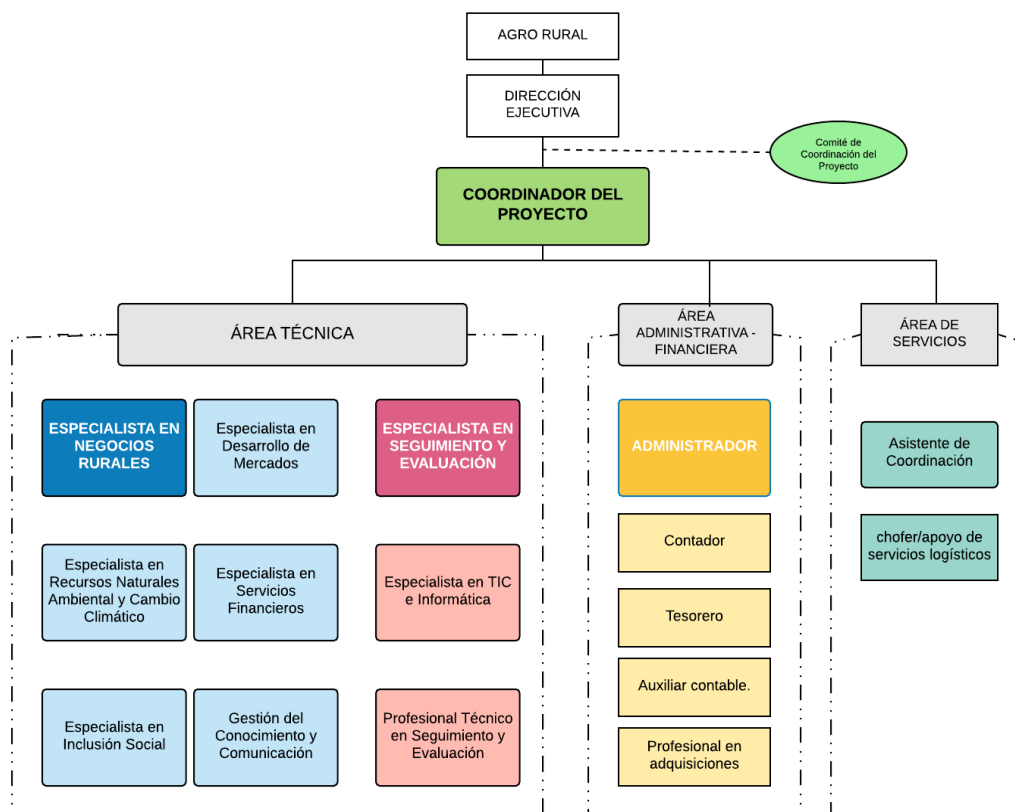 AGRO RURAL
DIRECCIÓN
EJECUTIVA
Comité de
Coordinación del
Proyecto
COORDINADOR DEL
PROYECTO
ÁREA TÉCNICA
ÁREA
ADMINISTRATIVA -
FINANCIERA
ÁREA DE
SERVICIOS
ESPECIALISTA EN
NEGOCIOS
RURALES
Especialista en
Desarrollo de
Mercados
ESPECIALISTA EN
SEGUIMIENTO Y
EVALUACIÓN
ADMINISTRADOR
Asistente de
Coordinación
Contador
chofer/apoyo de
servicios logísticos
Especialista en
Recursos Naturales
Ambiental y Cambio
Climático
Especialista en
Servicios
Financieros
Especialista en TIC
e Informática
Tesorero
Auxiliar contable.
Especialista en
Inclusión Social
Gestión del
Conocimiento y
Comunicación
Profesional Técnico
en Seguimiento y
Evaluación
Profesional en
adquisiciones